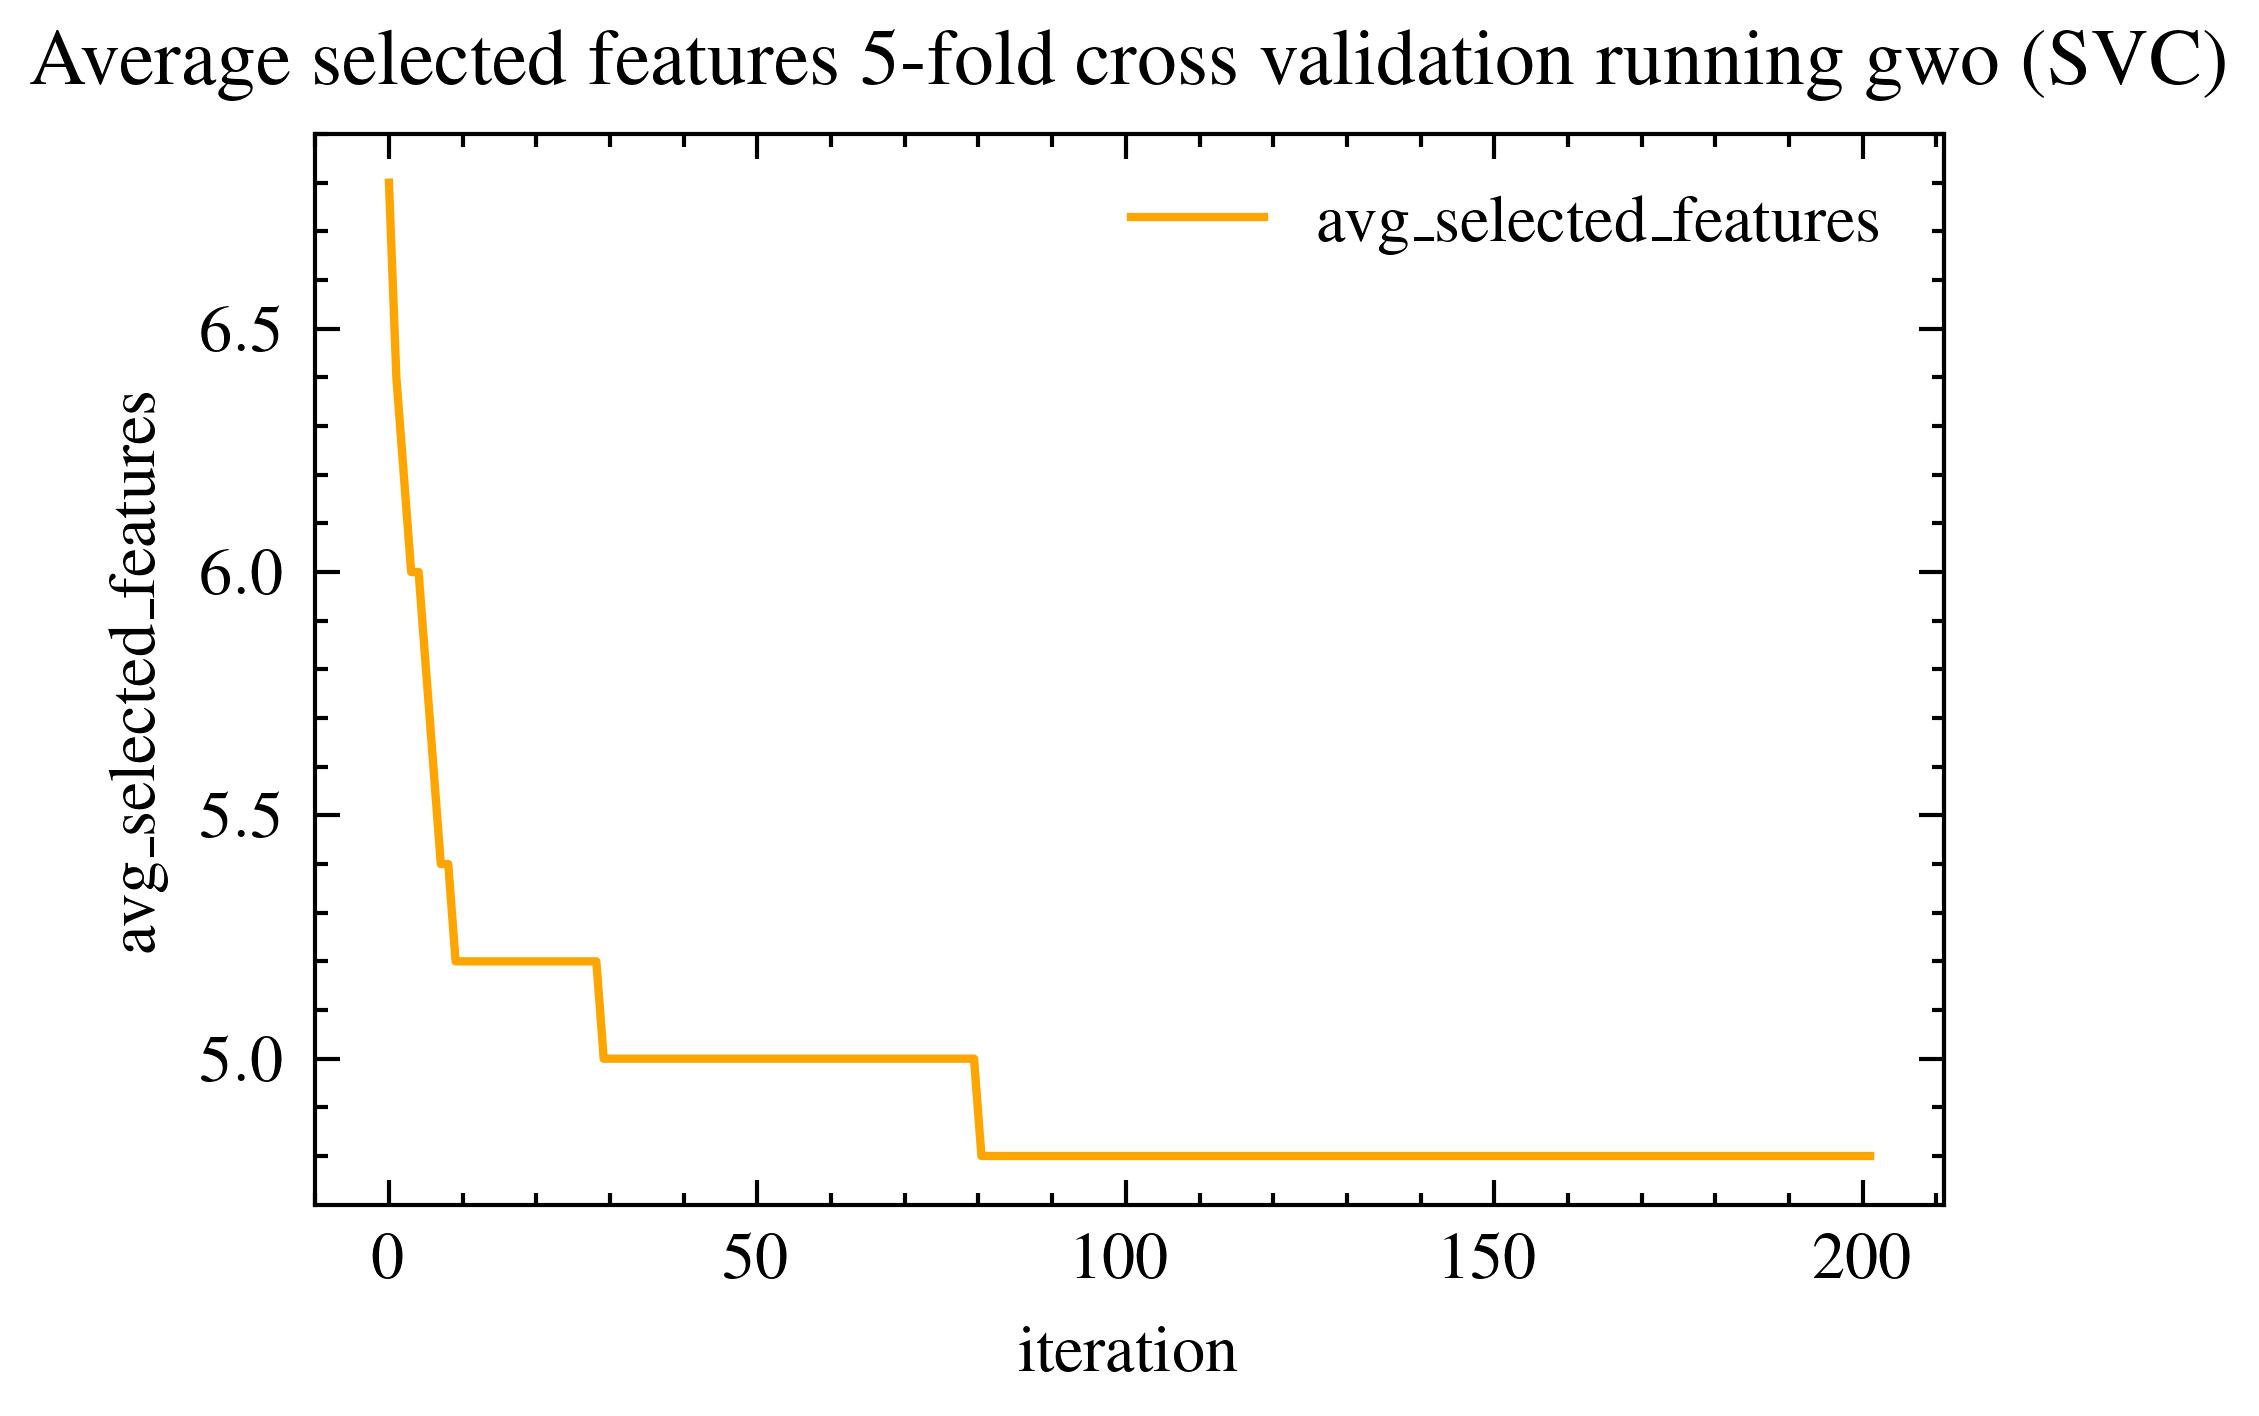 Average selected features 5-fold cross validation running gwo (SVC)
avg_selected_features
6.5
6.0
5.5
5.0
avg_selected_features
0 50 100 150 200
iteration